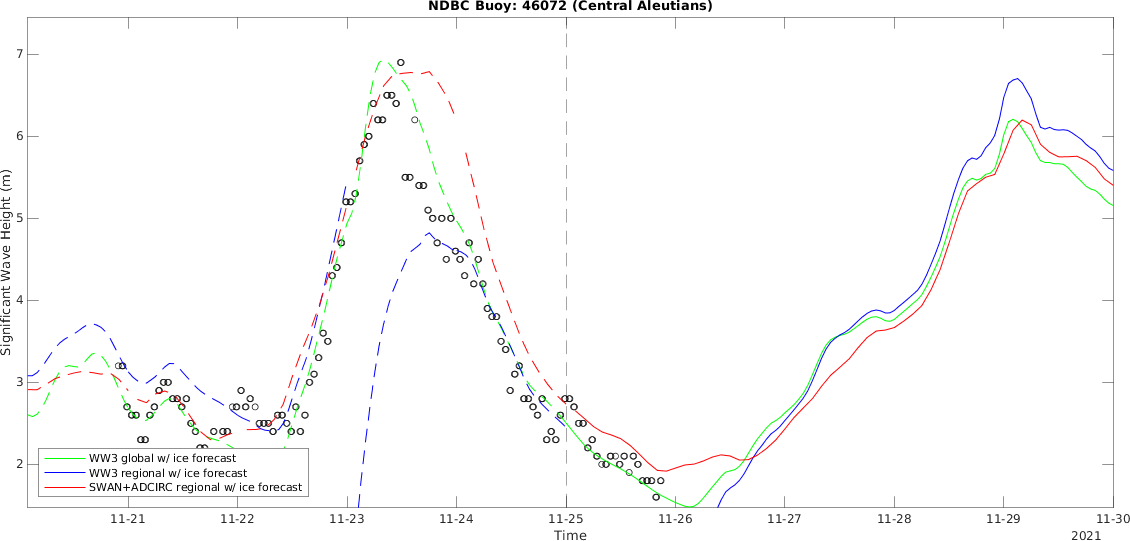 NDBC Buoy: 46072 (Central Aleutians)
Significant Wave Height (m)
7
6
5
4
3
2
WW3 global w/ ice forecast
WW3 regional w/ ice forecast
SWAN+ADCIRC regional w/ ice forecast
11-21
11-22
11-23
11-24
11-25
11-26
11-27
11-28
11-29
11-30
Time
2021